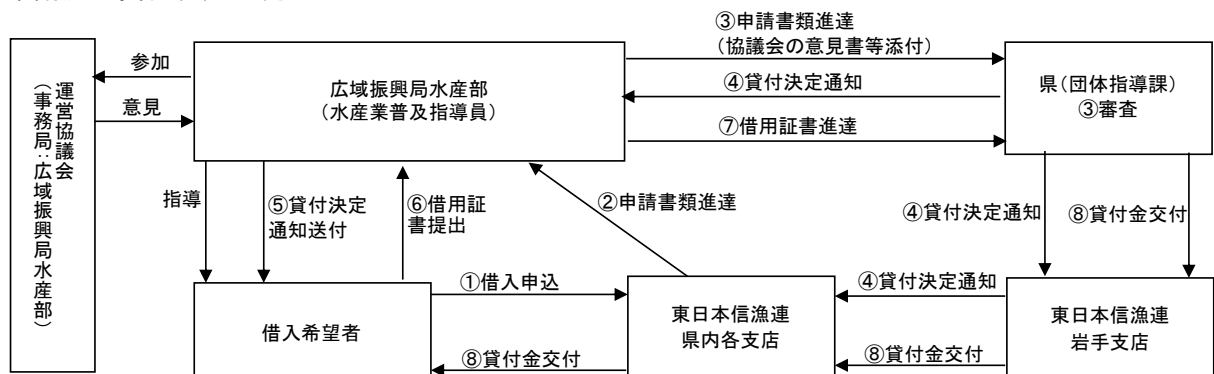 ③申請書類進達
（協議会の意見書等添付）
参加
広域振興局水産部
（水産業普及指導員）
④貸付決定通知
県（団体指導課）
③審査
意見
⑦借用証書進達
運営協議会
（事務局：広域振興局水産部）
指導
⑤貸付決定
通知送付
⑥借用証
書提出
②申請書類進達
④貸付決定通知
⑧貸付金交付
①借入申込
④貸付決定通知
借入希望者
東日本信漁連
県内各支店
東日本信漁連
岩手支店
⑧貸付金交付
⑧貸付金交付